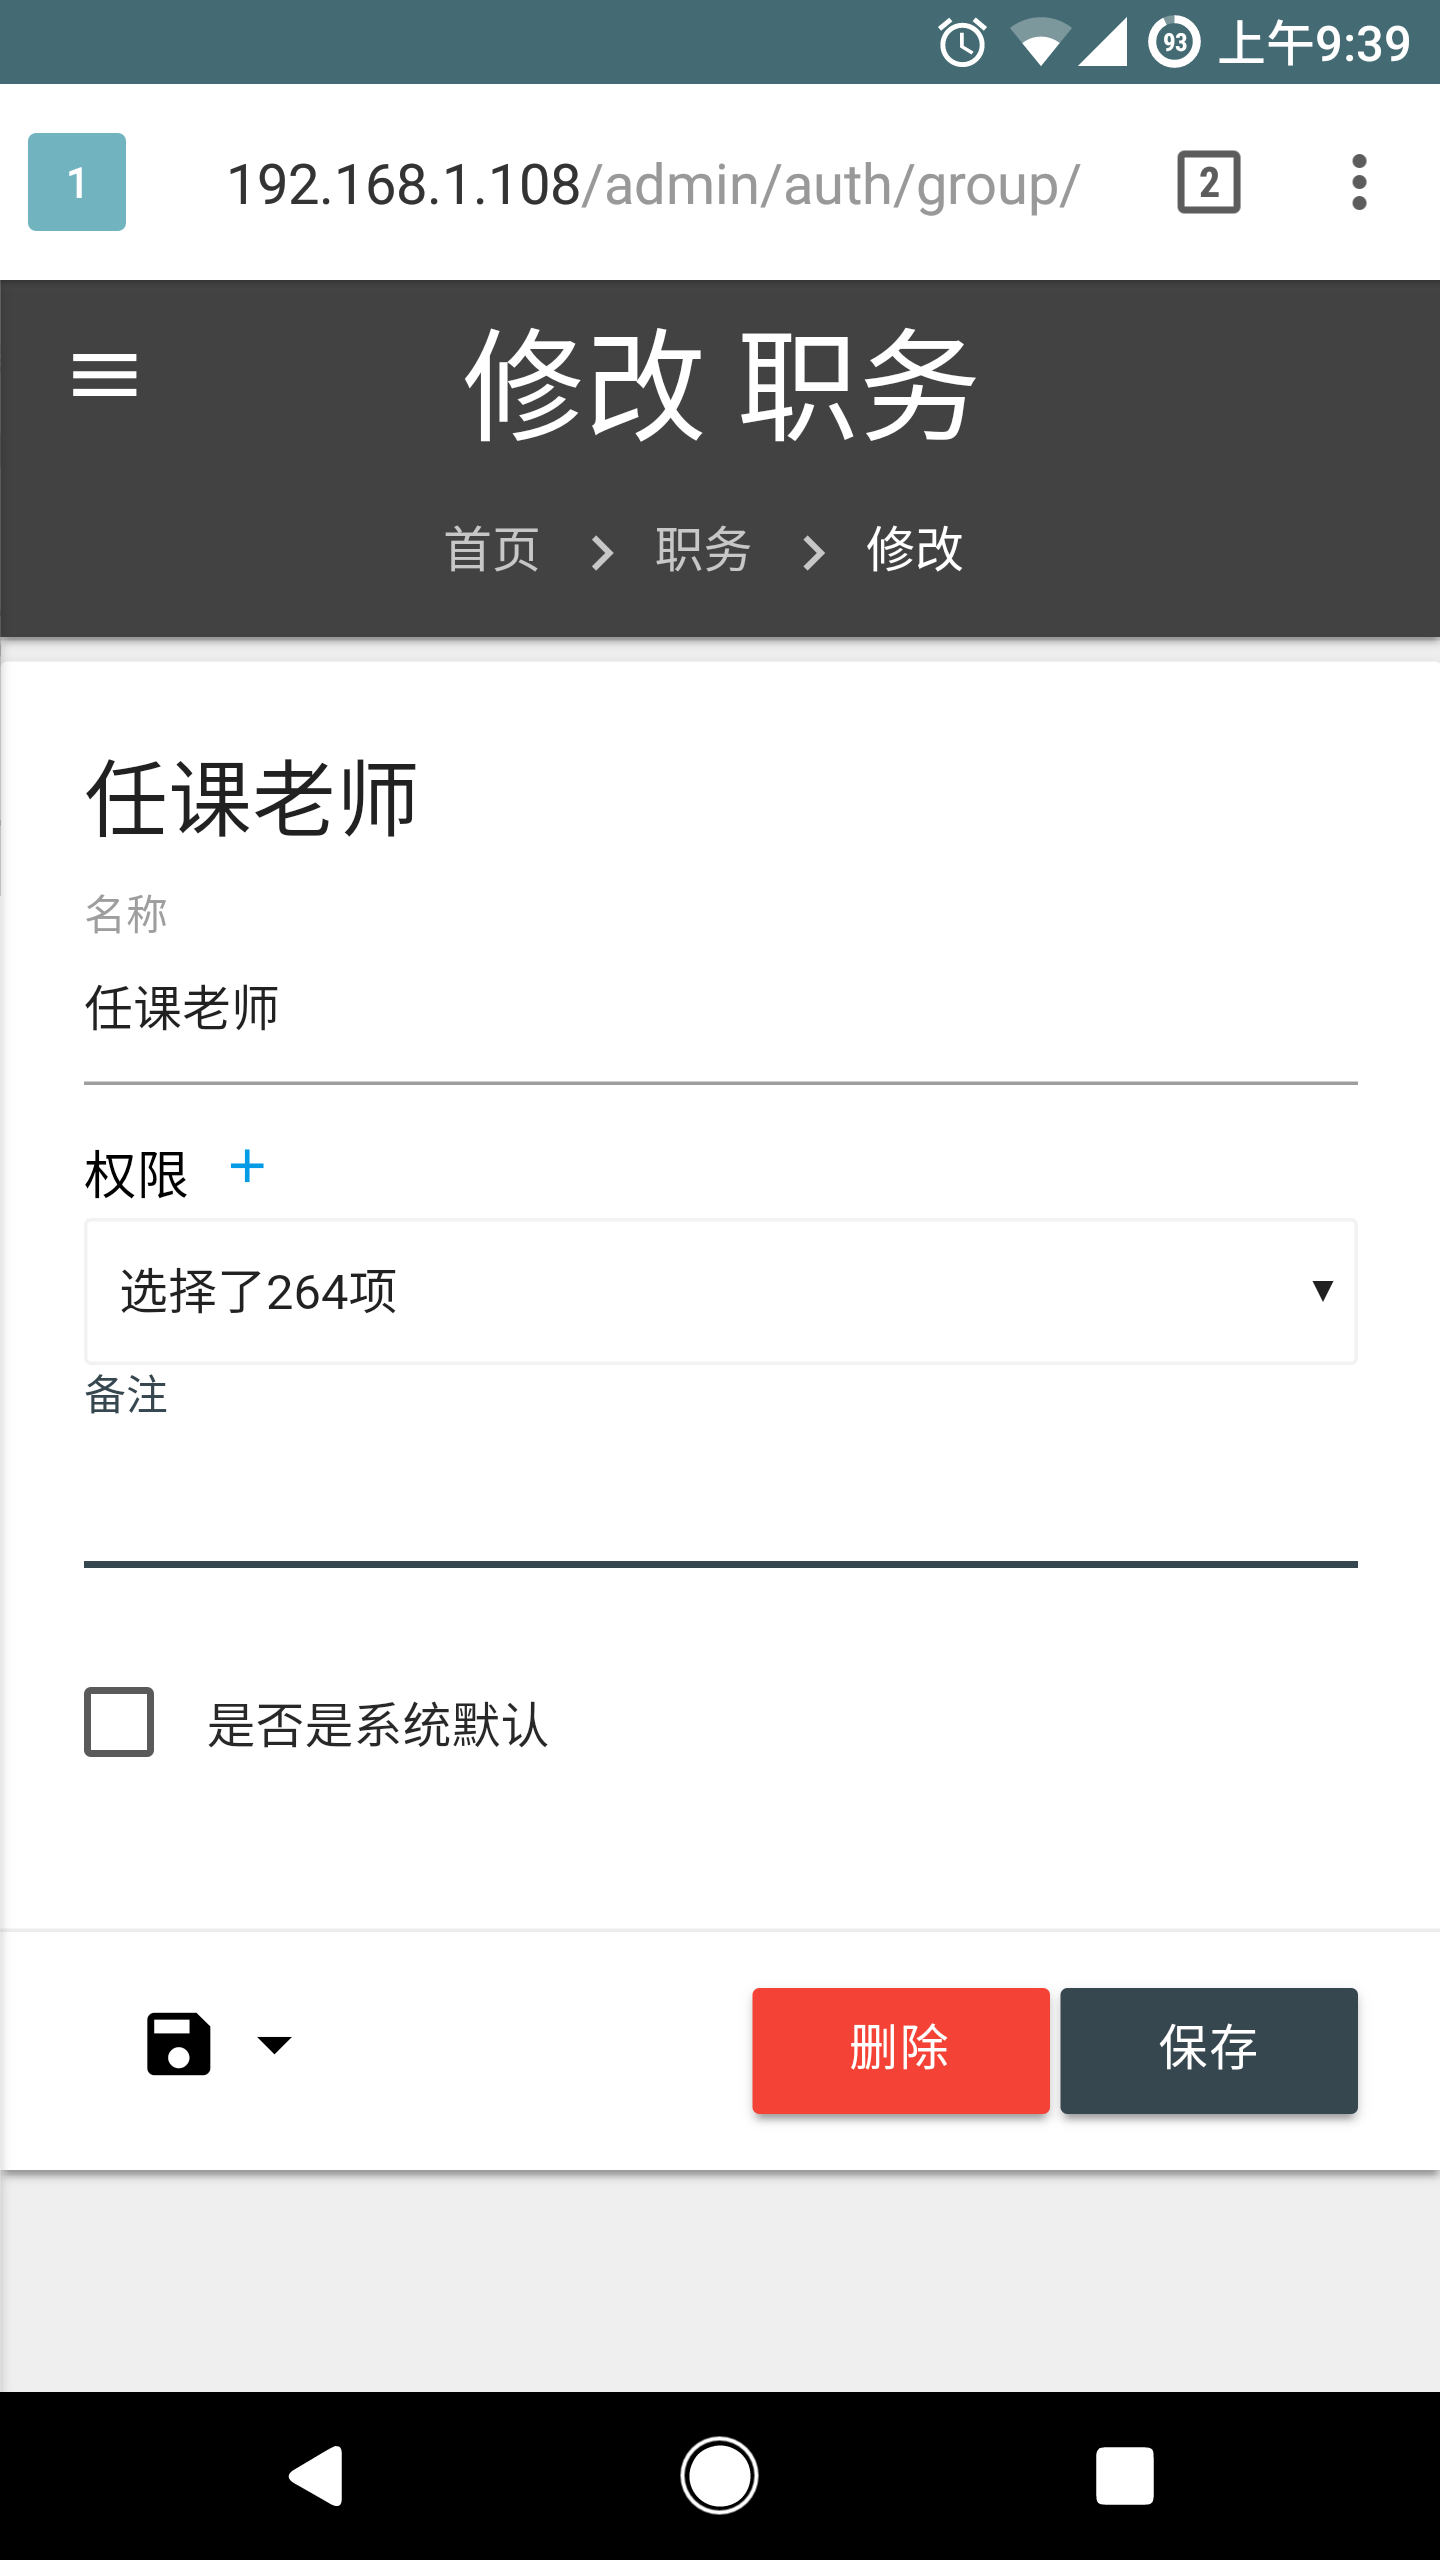 93 上午9:39
1 192.168.1.108/admin/auth/group/ 2
修改 职务
首页 > 职务 > 修改
任课老师
名称
任课老师
权限 +
选择了264项 ▼
备注
是否是系统默认
删除 保存